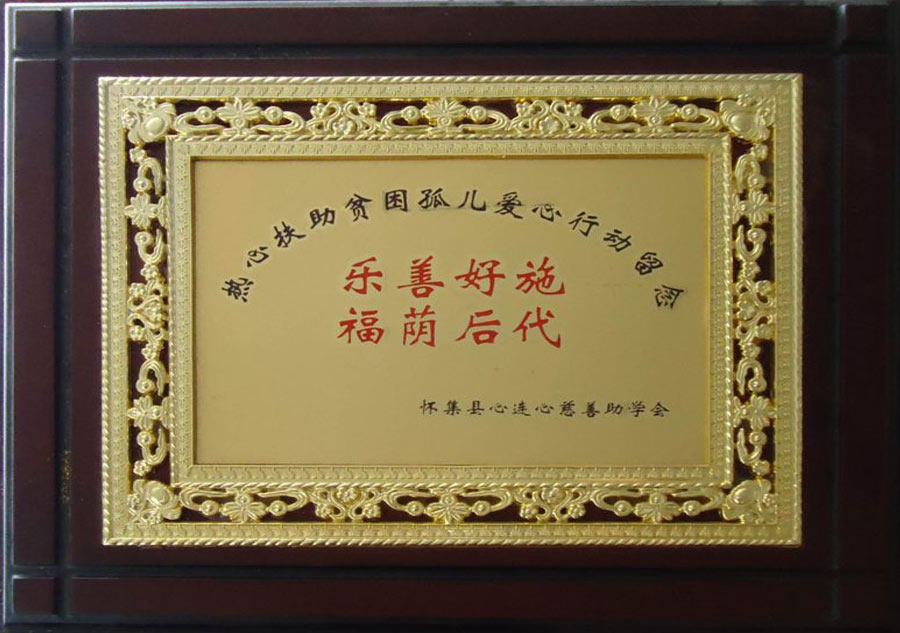 热心扶助贫困孤儿爱心行动留念
乐善好施
福荫后代
怀集县心连心慈善助学会